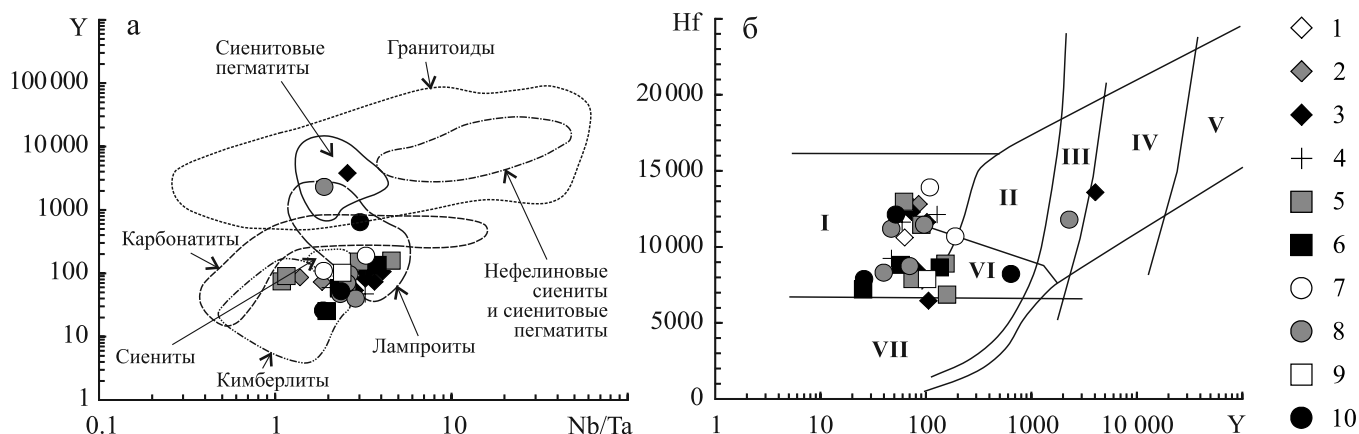 Y
а
100 000
10 000
1000
100
10
1
0.1
1
10
Nb/Ta
Сиенитовые
пегматиты
Гранитоиды
Карбонатиты
Нефелиновые
сиениты
и сиенитовые
пегматиты
Сиениты
Лампроиты
Кимберлиты
Hf
б
20 000
15 000
10 000
5000
0
1
10
100
1000
10 000
Y
I
II
III
IV
V
VI
VII
1
2
3
4
5
6
7
8
9
10